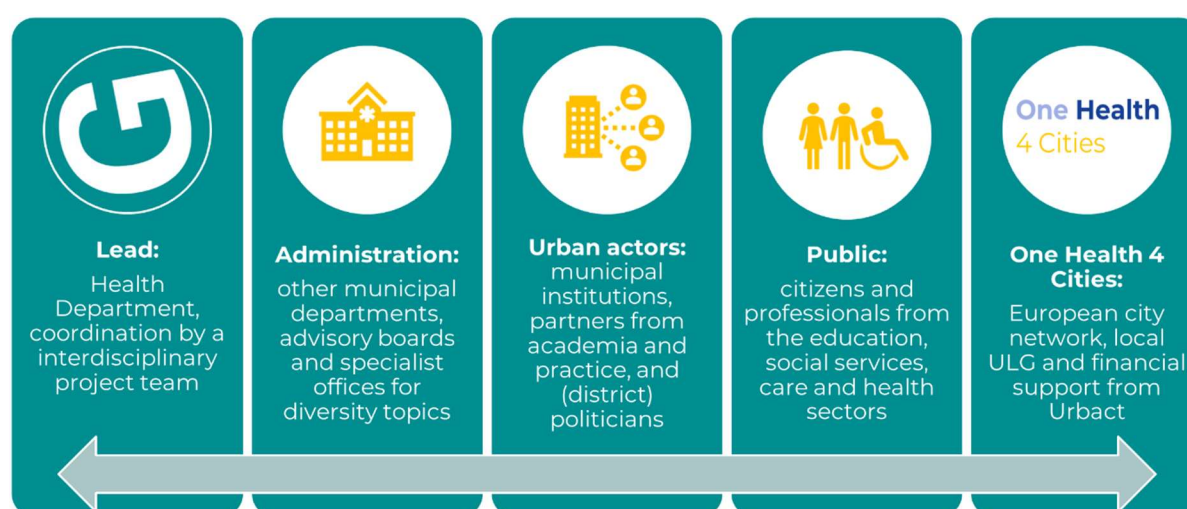 Lead:
Health
Department,
coordination by a
interdisciplinary
project team
Administration:
other municipal
departments,
advisory boards
and specialist
offices for
diversity topics
Urban actors:
municipal
institutions,
partners from
academia and
practice, and
(district)
politicians
Public:
citizens and
professionals from
the education,
social services,
care and health
sectors
One Health
4 Cities
One Health 4
Cities:
European city
network, local
ULG and financial
support from
Urbact